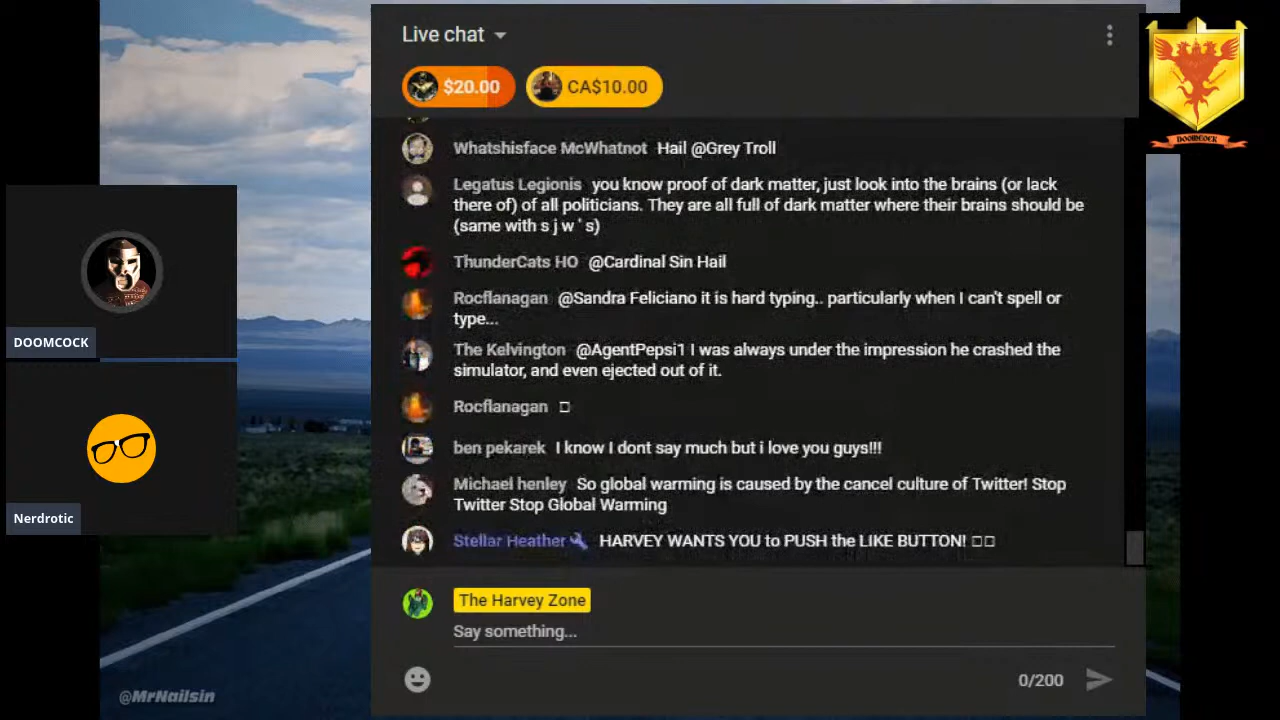 Live chat
$20.00 CA$10.00
DOOMCOCK
Whatshisface McWhatnot Hail @Grey Troll
Legatus Legionis you know proof of dark matter, just look into the brains (or lack
there of) of all politicians. They are all full of dark matter where their brains should be
(same with s j w ' s)
ThunderCats HO @Cardinal Sin Hail
Rocflanagan @Sandra Feliciano it is hard typing.. particularly when I can't spell or
type...
DOOMCOCK
The Kelvington @AgentPepsi1 I was always under the impression he crashed the
simulator, and even ejected out of it.
Rocflanagan
ben pekarek I know I dont say much but i love you guys!!!
Michael henley So global warming is caused by the cancel culture of Twitter! Stop
Twitter Stop Global Warming
Nerdrotic
Stellar Heather HARVEY WANTS YOU to PUSH the LIKE BUTTON!
The Harvey Zone
Say something...
0/200
@MrNailsin